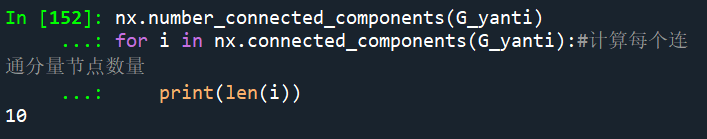 In [152]: nx.number_connected_components(G_yanti)
...: for i in nx.connected_components(G_yanti):#计算每个连
通分量节点数量
...:     print(len(i))
10